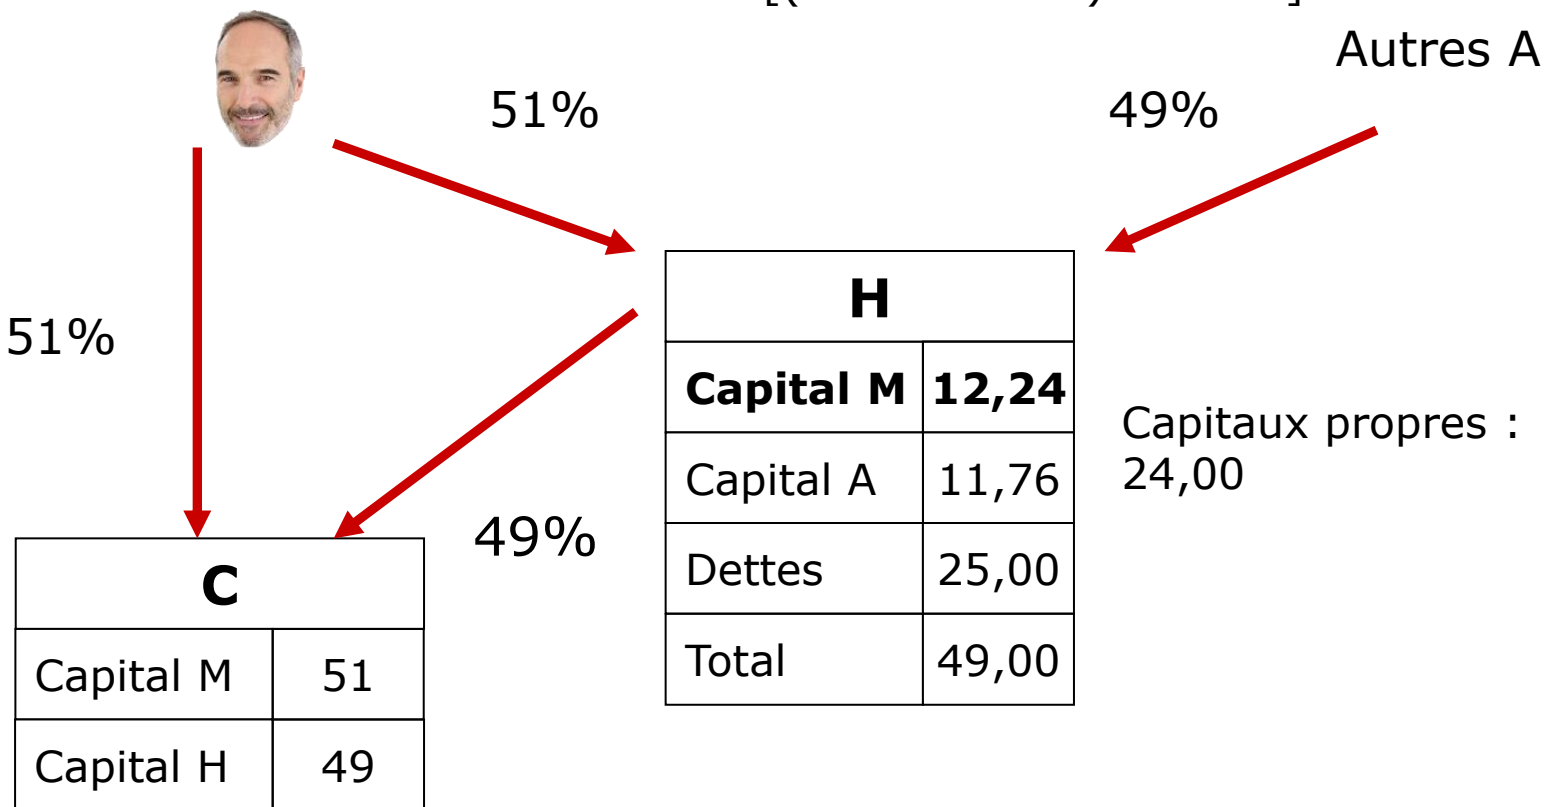 Autres A
51%
49%
51%
H
Capital M 12,24
Capital A 11,76
Dettes 25,00
Total 49,00
Capitaux propres :
24,00
49%
C
Capital M 51
Capital H 49